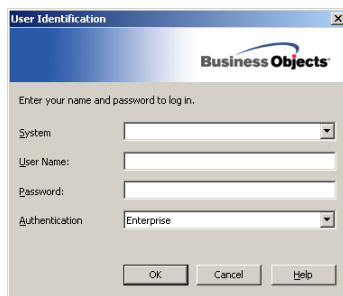 User Identification
Business Objects
Enter your name and password to log in.
System
User Name:
Password:
Authentication
Enterprise
OK
Cancel
Help